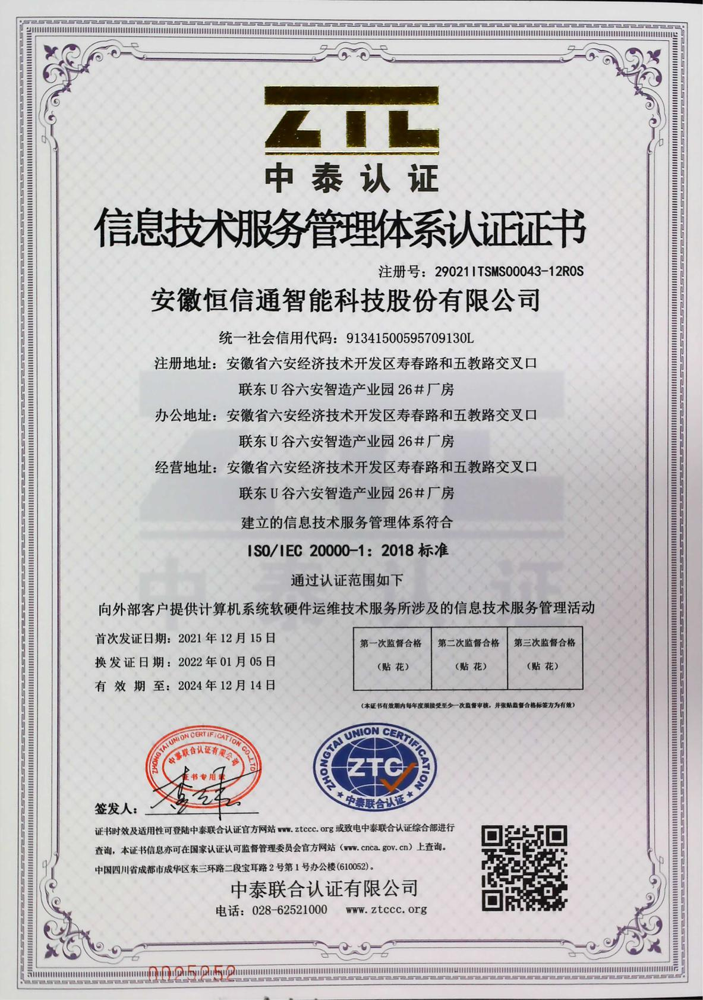 ZTC
中泰认证
信息技术服务管理体系认证证书
注册号：29021ITSMS00043-12R0S
安徽恒信通智能科技股份有限公司
统一社会信用代码：91341500595709130L
注册地址：安徽省六安经济技术开发区寿春路和五教路交叉口
联东U谷六安智造产业园26#厂房
办公地址：安徽省六安经济技术开发区寿春路和五教路交叉口
联东U谷六安智造产业园26#厂房
经营地址：安徽省六安经济技术开发区寿春路和五教路交叉口
联东U谷六安智造产业园26#厂房
建立的信息技术服务管理体系符合
ISO/IEC 20000-1：2018标准
通过认证范围如下
向外部客户提供计算机系统软硬件运维技术服务所涉及的信息技术服务管理活动
首次发证日期：2021年12月15日
换发证日期：2022年01月05日
有效期至：2024年12月14日
第一次监督合格 第二次监督合格 第三次监督合格
（贴花） （贴花） （贴花）
（本证书有效期内每年度须接受至少一次监督审核，并张贴监督合格标签方为有效）
ZHONGTAI UNION CERTIFICATION CO.,LTD
中泰联合认证有限公司
证书专用章
ZHONGTAI UNION CERTIFICATION
ZTC
中泰联合认证
签发人：
证书时效及适用性可登陆中泰联合认证官方网站www.ztccc.org或致电中泰联合认证综合部进行
查询，本证书信息亦可在国家认证认可监督管理委员会官方网站（www.cnca.gov.cn）上查询。
中国四川省成都市成华区东三环路二段宝耳路2号第1号办公楼(610052)。
中泰联合认证有限公司
电话：028-62521000 www.ztccc.org
0025252